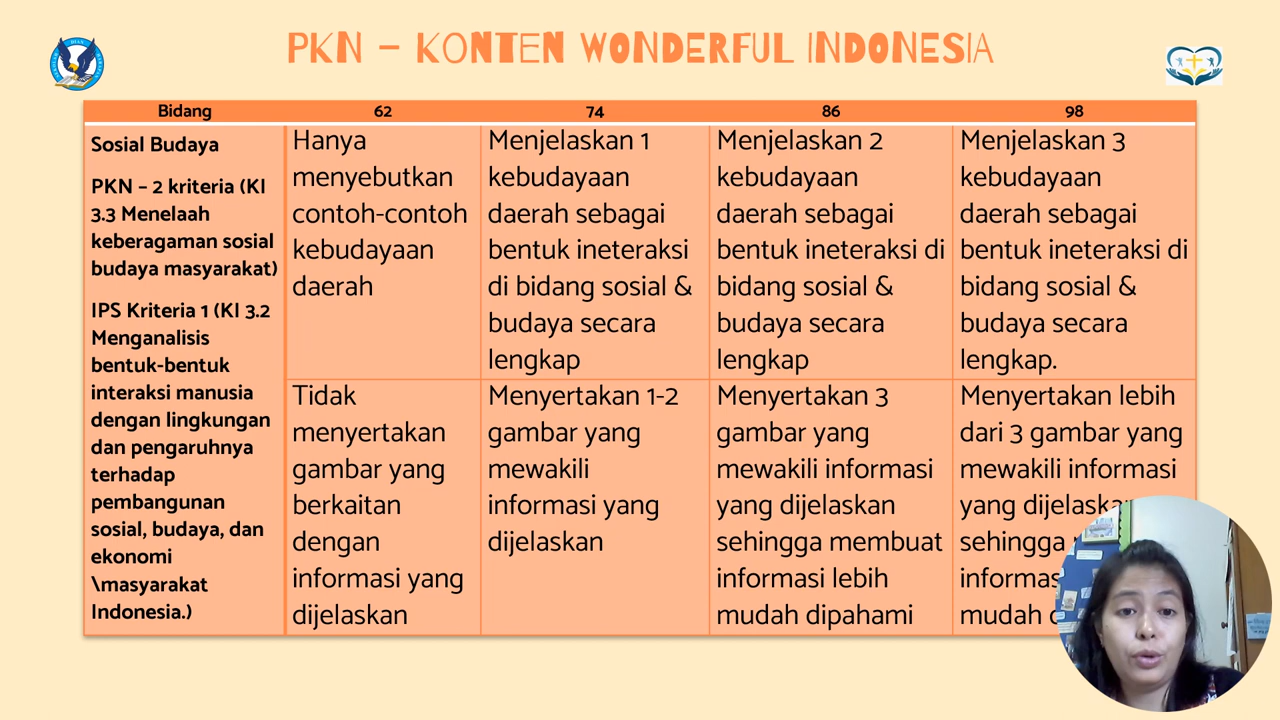 PKN – KONTEN WONDERFUL INDONESIA
Bidang
62
74
86
98
Sosial Budaya
PKN – 2 kriteria (KI
3.3 Menelaah
keberagaman sosial
budaya masyarakat)
IPS Kriteria 1 (KI 3.2
Menganalisis
bentuk-bentuk
interaksi manusia
dengan lingkungan
dan pengaruhnya
terhadap
pembangunan
sosial, budaya, dan
ekonomi
\masyarakat
Indonesia.)
Hanya
menyebutkan
contoh-contoh
kebudayaan
daerah
Menjelaskan 1
kebudayaan
daerah sebagai
bentuk ineteraksi
di bidang sosial &
budaya secara
lengkap
Menjelaskan 2
kebudayaan
daerah sebagai
bentuk ineteraksi di
bidang sosial &
budaya secara
lengkap
Menjelaskan 3
kebudayaan
daerah sebagai
bentuk ineteraksi di
bidang sosial &
budaya secara
lengkap.
Tidak
menyertakan
gambar yang
berkaitan
dengan
informasi yang
dijelaskan
Menyertakan 1-2
gambar yang
mewakili
informasi yang
dijelaskan
Menyertakan 3
gambar yang
mewakili informasi
yang dijelaskan
sehingga membuat
informasi lebih
mudah dipahami
Menyertakan lebih
dari 3 gambar yang
mewakili informasi
yang
sehingga
mudah